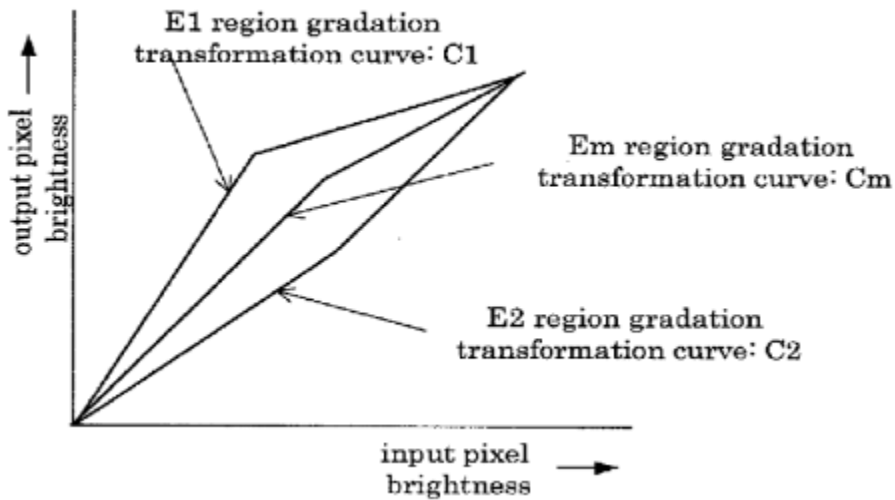 E1 region gradation
transformation curve: C1
output pixel
brightness
Em region gradation
transformation curve: Cm
E2 region gradation
transformation curve: C2
input pixel
brightness